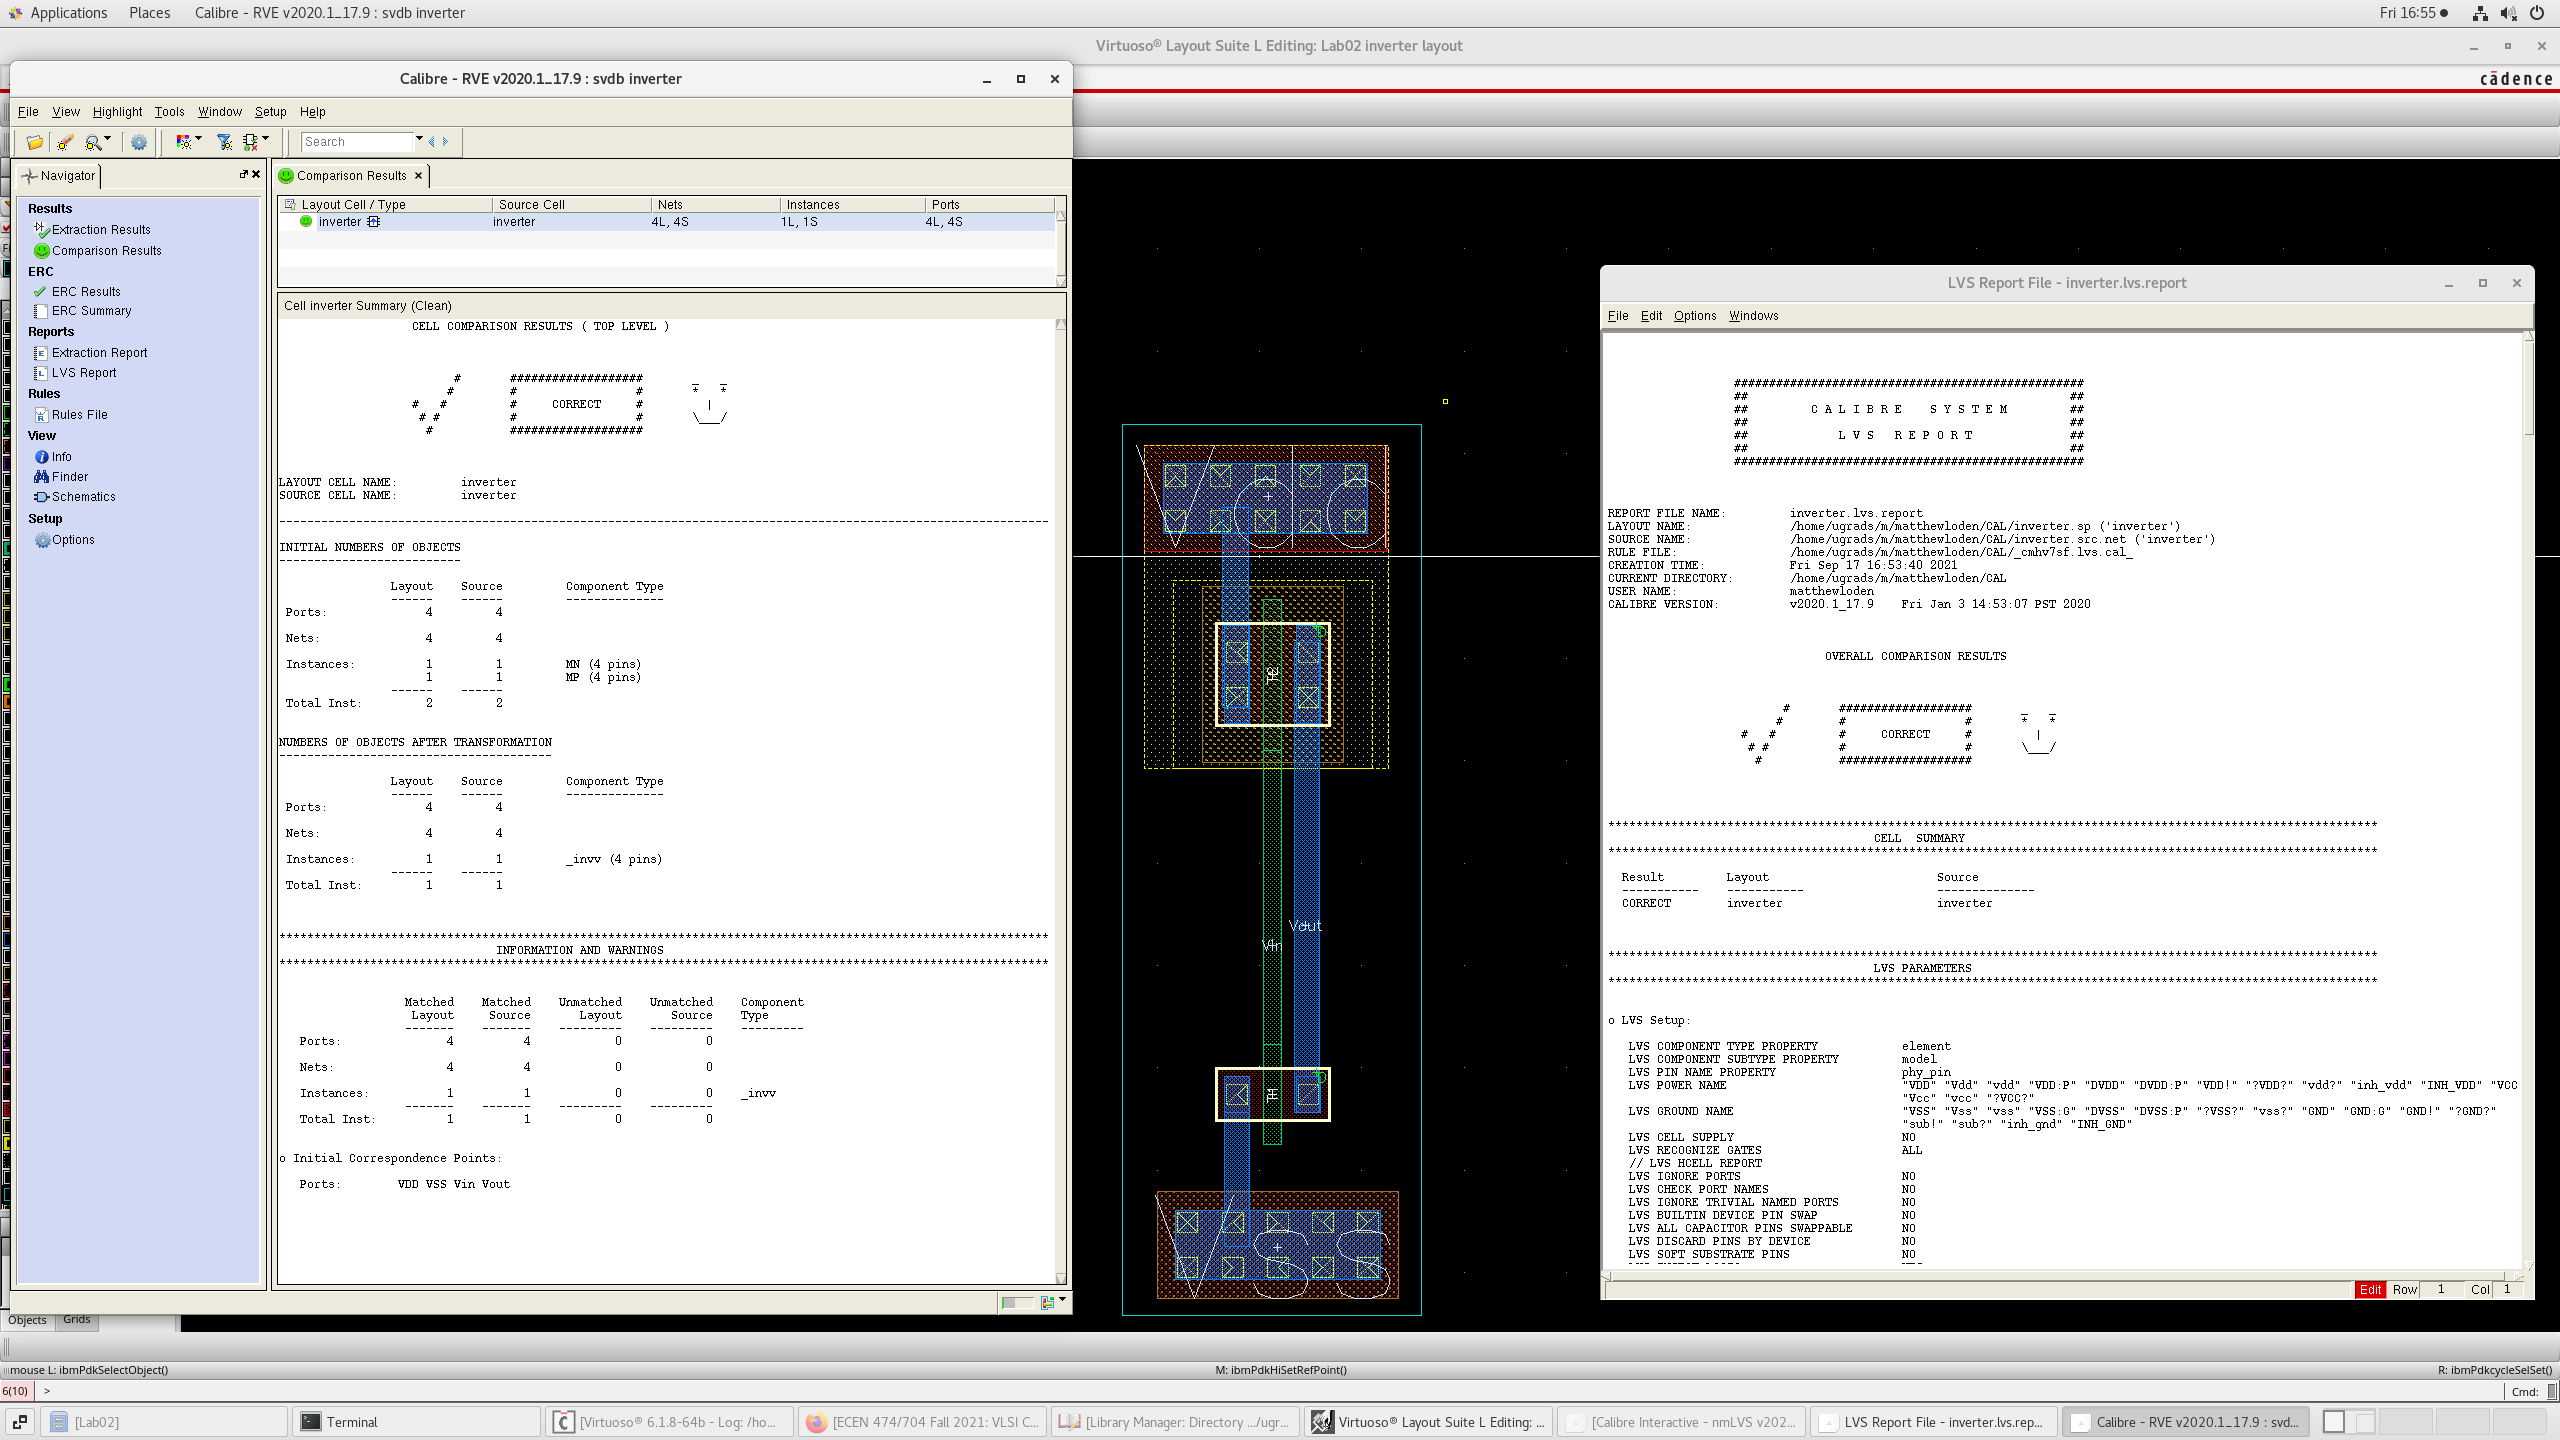 Applications Places Calibre - RVE v2020.1_17.9 : svdb inverter
Fri 16:55
Virtuoso® Layout Suite L Editing: Lab02 inverter layout
cādence
Calibre - RVE v2020.1_17.9 : svdb inverter
File View Highlight Tools Window Setup Help
Search
Navigator
Results
Extraction Results
Comparison Results
ERC
ERC Results
ERC Summary
Reports
Extraction Report
LVS Report
Rules
Rules File
View
Info
Finder
Schematics
Setup
Options
Comparison Results
Layout Cell / Type Source Cell Nets Instances Ports
inverter inverter 4L, 4S 1L, 1S 4L, 4S
Cell inverter Summary (Clean)
CELL COMPARISON RESULTS ( TOP LEVEL )
CORRECT
LAYOUT CELL NAME: inverter
SOURCE CELL NAME: inverter
INITIAL NUMBERS OF OBJECTS
Layout Source Component Type
Ports: 4 4
Nets: 4 4
Instances: 1 1 MN (4 pins)
1 1 MP (4 pins)
Total Inst: 2 2
NUMBERS OF OBJECTS AFTER TRANSFORMATION
Layout Source Component Type
Ports: 4 4
Nets: 4 4
Instances: 1 1 _invv (4 pins)
Total Inst: 1 1
INFORMATION AND WARNINGS
Matched Matched Unmatched Unmatched Component
Layout Source Layout Source Type
Ports: 4 4 0 0
Nets: 4 4 0 0
Instances: 1 1 0 0 _invv
Total Inst: 1 1 0 0
o Initial Correspondence Points:
Ports: VDD VSS Vin Vout
VDD
Vout
Vin
VSS
LVS Report File - inverter.lvs.report
File Edit Options Windows
CALIBRE SYSTEM
LVS REPORT
REPORT FILE NAME: inverter.lvs.report
LAYOUT NAME: /home/ugrads/m/matthewloden/CAL/inverter.sp ('inverter')
SOURCE NAME: /home/ugrads/m/matthewloden/CAL/inverter.src.net ('inverter')
RULE FILE: /home/ugrads/m/matthewloden/CAL/_cmhv7sf.lvs.cal_
CREATION TIME: Fri Sep 17 16:53:40 2021
CURRENT DIRECTORY: /home/ugrads/m/matthewloden/CAL
USER NAME: matthewloden
CALIBRE VERSION: v2020.1_17.9 Fri Jan 3 14:53:07 PST 2020
OVERALL COMPARISON RESULTS
CORRECT
CELL SUMMARY
Result Layout Source
CORRECT inverter inverter
LVS PARAMETERS
o LVS Setup:
LVS COMPONENT TYPE PROPERTY element
LVS COMPONENT SUBTYPE PROPERTY model
LVS PIN NAME PROPERTY phy_pin
LVS POWER NAME "VDD" "Vdd" "vdd" "VDD:P" "DVDD" "DVDD:P" "VDD!" "?VDD?" "vdd?" "inh_vdd" "INH_VDD" "VCC
"Vcc" "vcc" "?VCC?"
LVS GROUND NAME "VSS" "Vss" "vss" "VSS:G" "DVSS" "DVSS:P" "?VSS?" "vss?" "GND" "GND:G" "GND!" "?GND?"
"sub!" "sub?" "inh_gnd" "INH_GND"
LVS CELL SUPPLY NO
LVS RECOGNIZE GATES ALL
// LVS HCELL REPORT
LVS IGNORE PORTS NO
LVS CHECK PORT NAMES NO
LVS IGNORE TRIVIAL NAMED PORTS NO
LVS BUILTIN DEVICE PIN SWAP NO
LVS ALL CAPACITOR PINS SWAPPABLE NO
LVS DISCARD PINS BY DEVICE NO
LVS SOFT SUBSTRATE PINS NO
Edit Row 1 Col 1
Objects Grids
mouse L: ibmPdkSelectObject() M: ibmPdkHiSetRefPoint() R: ibmPdkcycleSelSet()
6(10) > Cmd:
[Lab02] Terminal [Virtuoso® 6.1.8-64b - Log: /ho... [ECEN 474/704 Fall 2021: VLSI C... [Library Manager: Directory .../ugr... Virtuoso® Layout Suite L Editing: ... [Calibre Interactive - nmLVS v202... LVS Report File - inverter.lvs.rep... Calibre - RVE v2020.1_17.9 : svd...